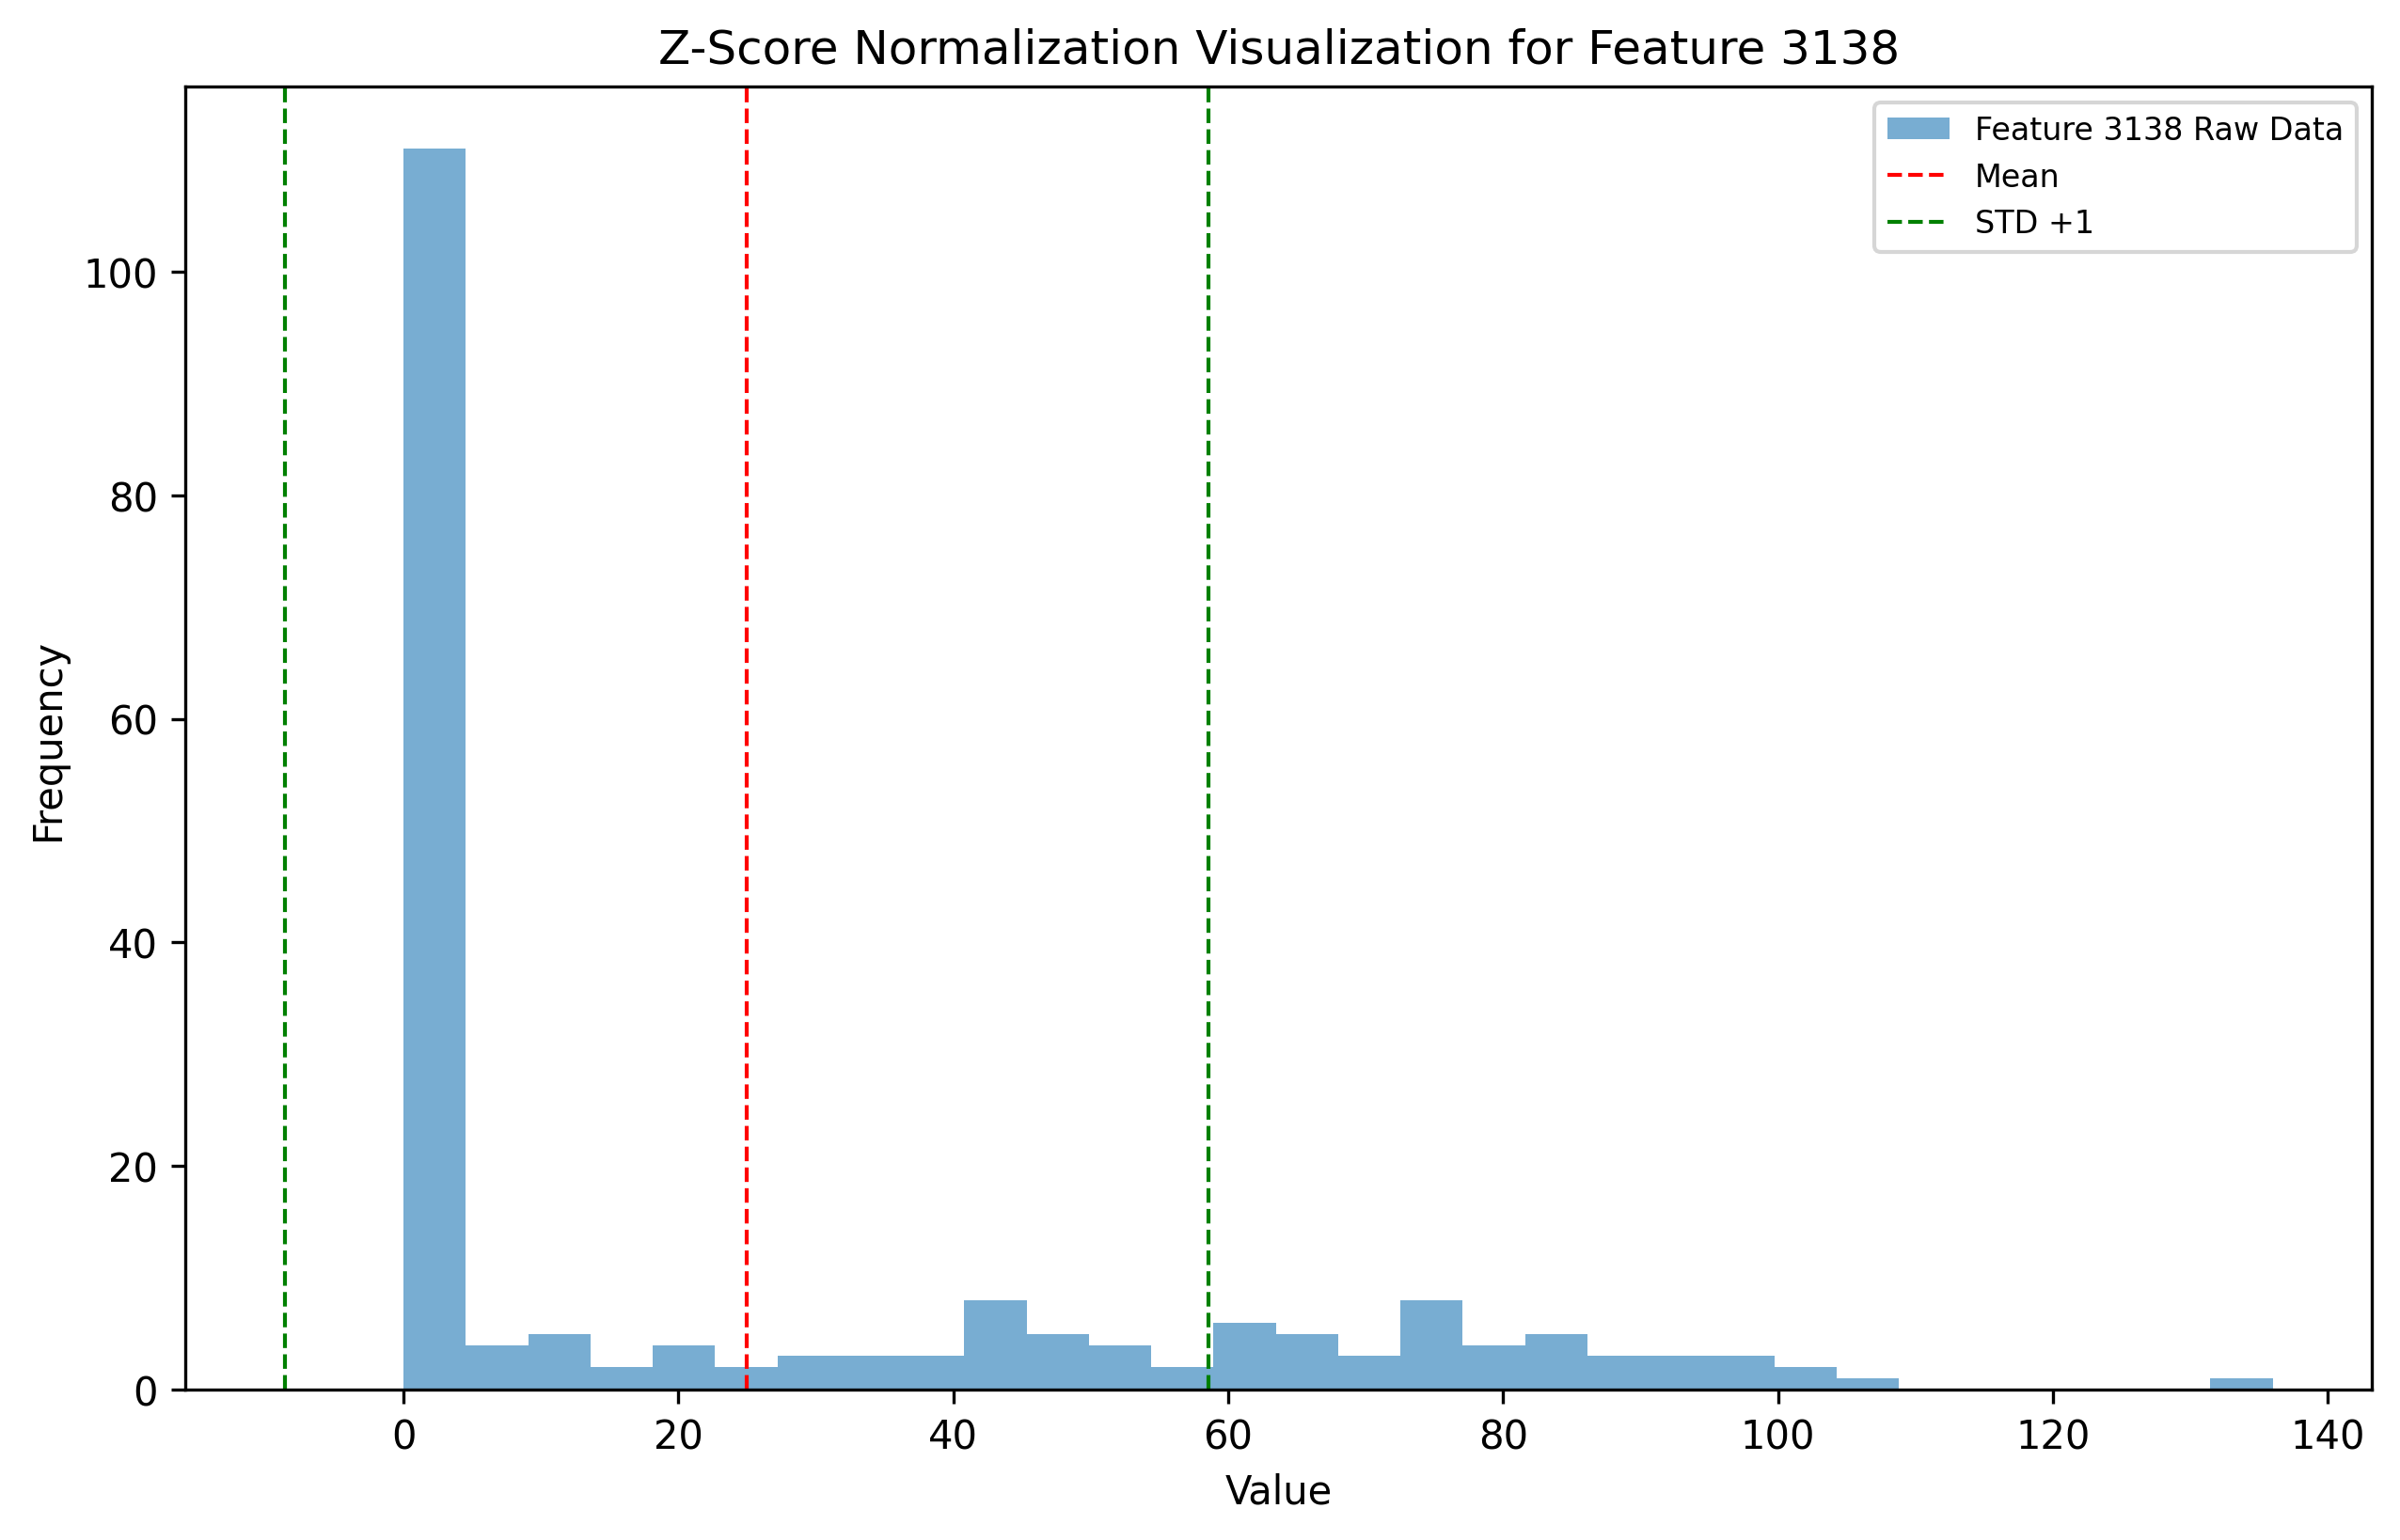 Z-Score Normalization Visualization for Feature 3138
Feature 3138 Raw Data
Mean
STD +1
100
80
60
40
20
0
Frequency
0 20 40 60 80 100 120 140
Value